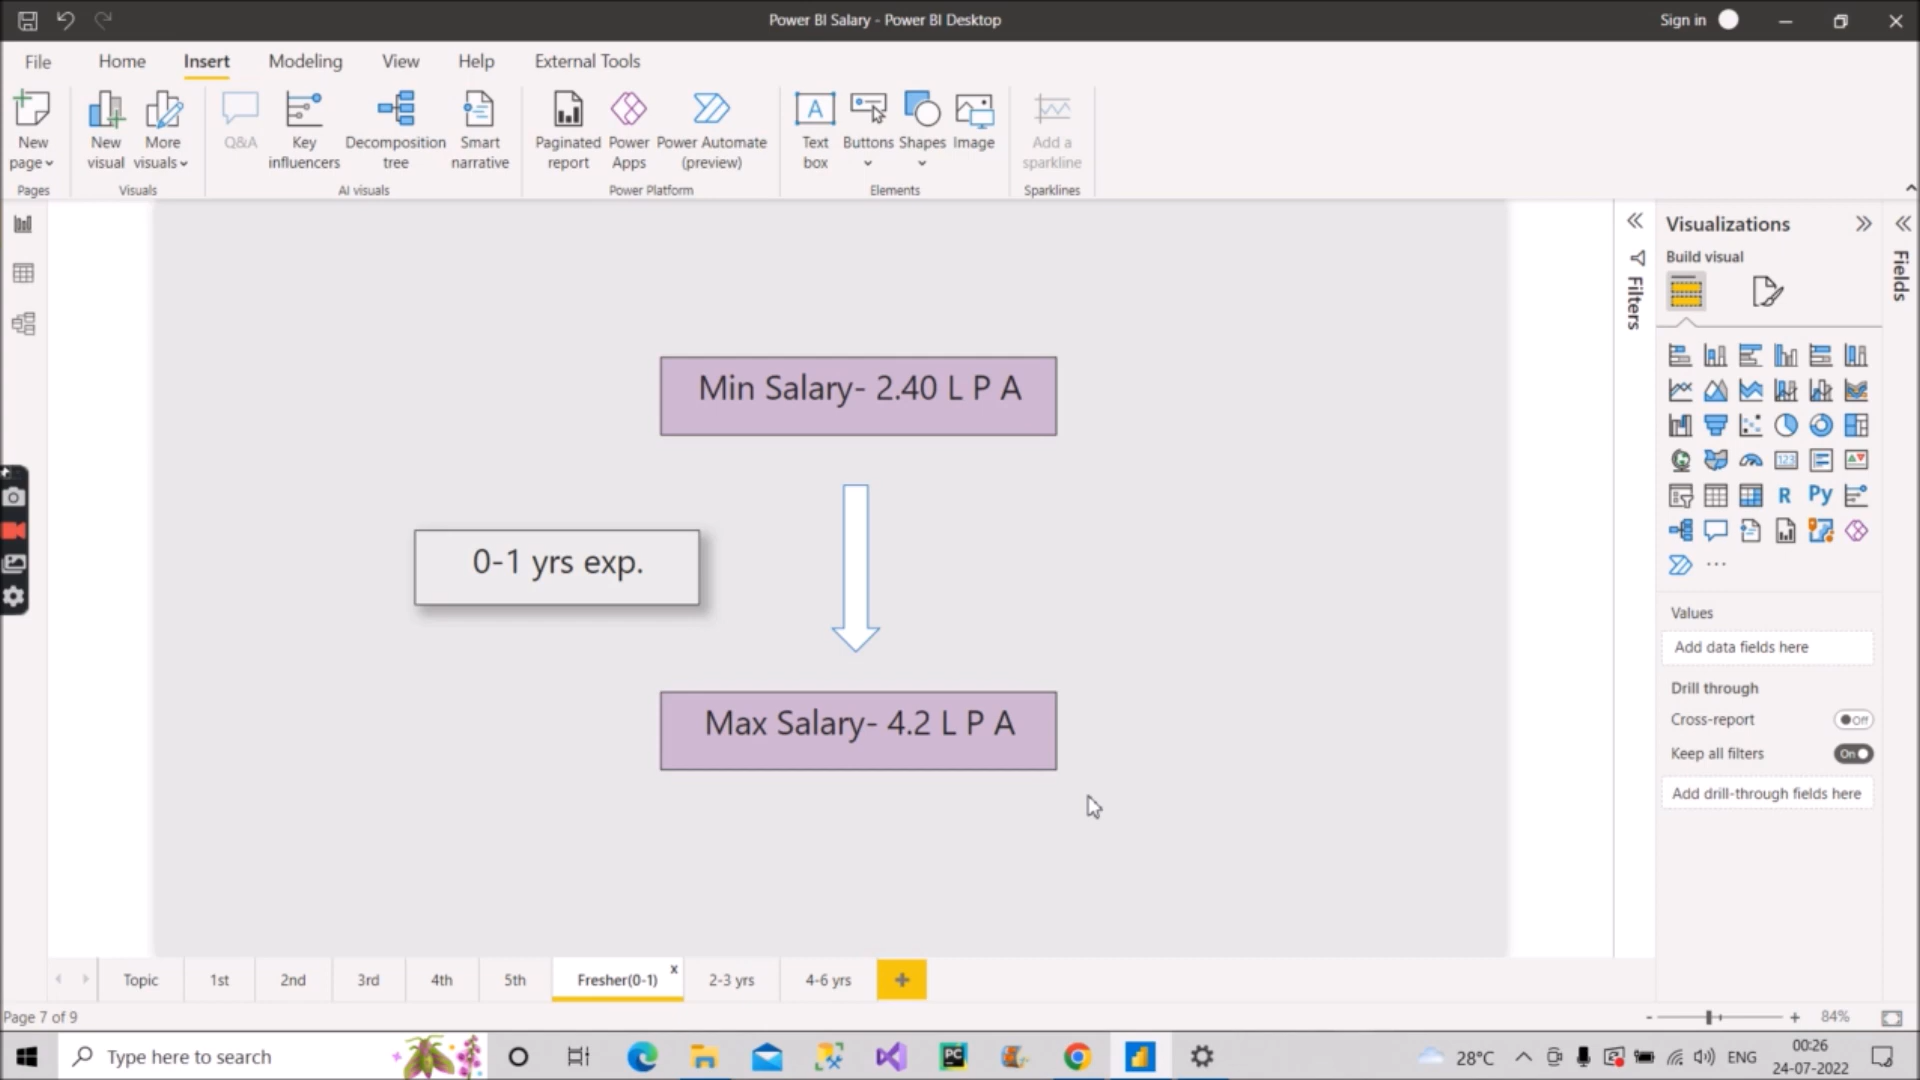 Power BI Salary - Power BI Desktop
Sign in
File
Home
Insert
Modeling
View
Help
External Tools
New page
New visual
More visuals
Q&A
Key influencers
Decomposition tree
Smart narrative
Paginated report
Power Apps
Power Automate (preview)
A
Text box
Buttons
Shapes
Image
Add a sparkline
Pages
Visuals
AI visuals
Power Platform
Elements
Sparklines
Filters
Visualizations
Fields
Build visual
123
R
Py
Values
Add data fields here
Drill through
Cross-report
Off
Keep all filters
On
Add drill-through fields here
Min Salary- 2.40 L P A
0-1 yrs exp.
Max Salary- 4.2 L P A
Topic
1st
2nd
3rd
4th
5th
Fresher(0-1)
x
2-3 yrs
4-6 yrs
+
Page 7 of 9
- + 84%
Type here to search
PC
28°C
ENG
00:26
24-07-2022